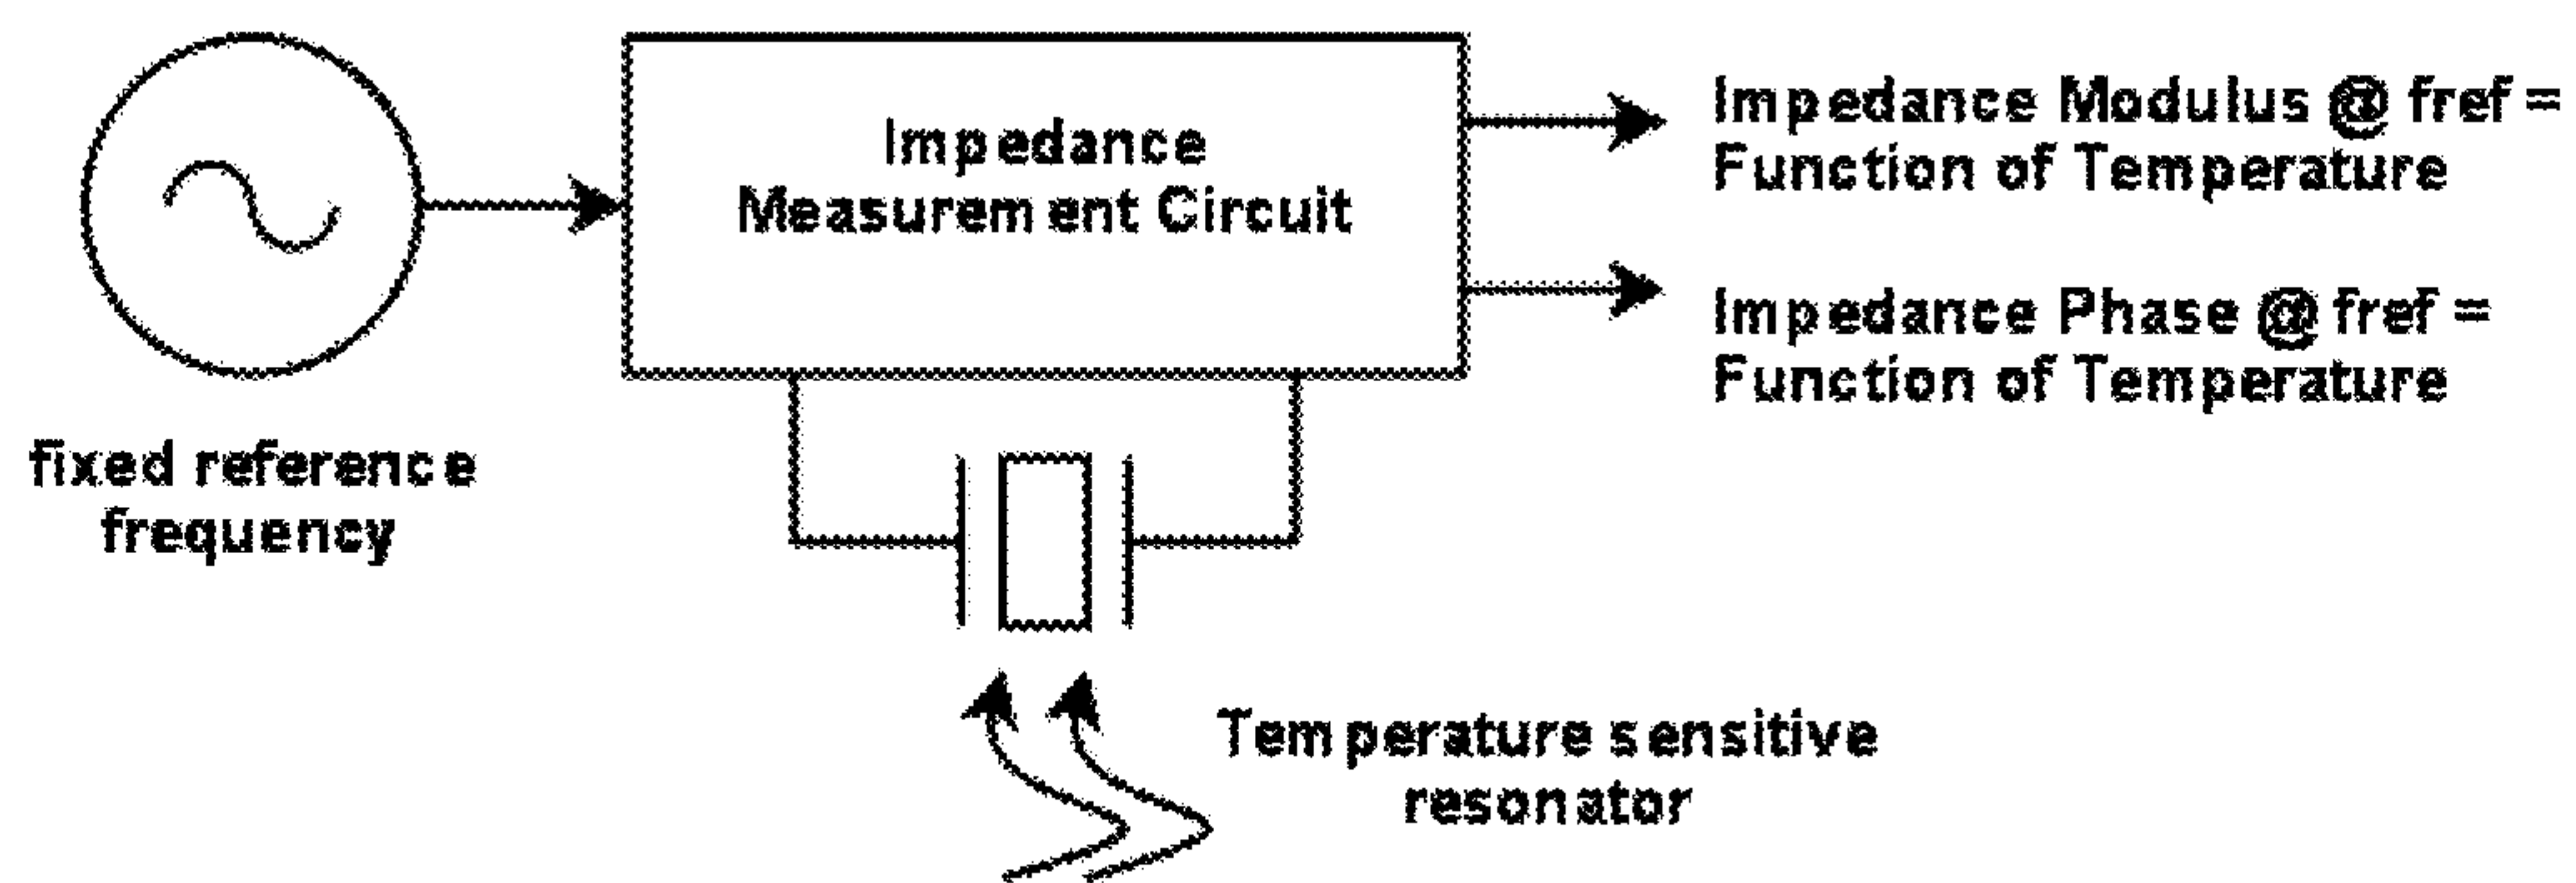 Impedance Modulus @ fref =
Function of Temperature
Impedance
Measurement Circuit
Impedance Phase @ fref =
Function of Temperature
fixed reference
frequency
Temperature sensitive
resonator